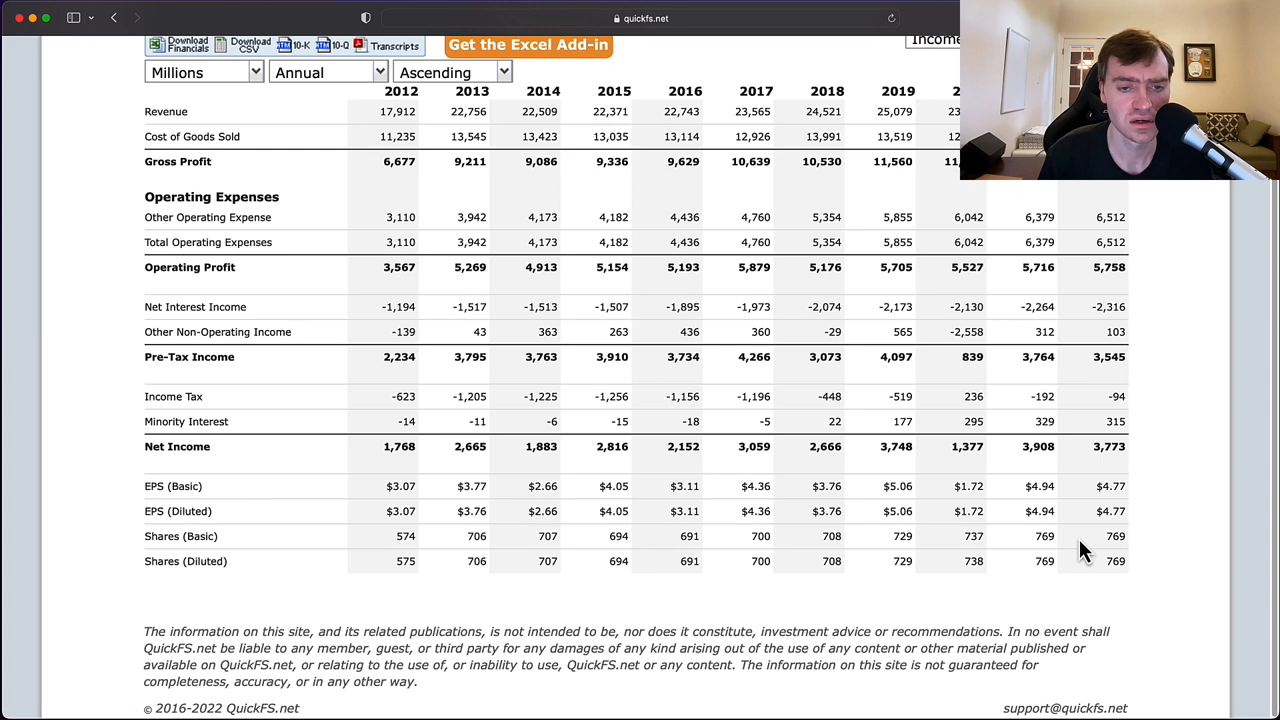 quickfs.net
Download Financials Download CSV 10-K 10-Q Transcripts Get the Excel Add-in
Millions Annual Ascending
2012 2013 2014 2015 2016 2017 2018 2019
Revenue 17,912 22,756 22,509 22,371 22,743 23,565 24,521 25,079
Cost of Goods Sold 11,235 13,545 13,423 13,035 13,114 12,926 13,991 13,519
Gross Profit 6,677 9,211 9,086 9,336 9,629 10,639 10,530 11,560
Operating Expenses
Other Operating Expense 3,110 3,942 4,173 4,182 4,436 4,760 5,354 5,855 6,042 6,379 6,512
Total Operating Expenses 3,110 3,942 4,173 4,182 4,436 4,760 5,354 5,855 6,042 6,379 6,512
Operating Profit 3,567 5,269 4,913 5,154 5,193 5,879 5,176 5,705 5,527 5,716 5,758
Net Interest Income -1,194 -1,517 -1,513 -1,507 -1,895 -1,973 -2,074 -2,173 -2,130 -2,264 -2,316
Other Non-Operating Income -139 43 363 263 436 360 -29 565 -2,558 312 103
Pre-Tax Income 2,234 3,795 3,763 3,910 3,734 4,266 3,073 4,097 839 3,764 3,545
Income Tax -623 -1,205 -1,225 -1,256 -1,156 -1,196 -448 -519 236 -192 -94
Minority Interest -14 -11 -6 -15 -18 -5 22 177 295 329 315
Net Income 1,768 2,665 1,883 2,816 2,152 3,059 2,666 3,748 1,377 3,908 3,773
EPS (Basic) $3.07 $3.77 $2.66 $4.05 $3.11 $4.36 $3.76 $5.06 $1.72 $4.94 $4.77
EPS (Diluted) $3.07 $3.76 $2.66 $4.05 $3.11 $4.36 $3.76 $5.06 $1.72 $4.94 $4.77
Shares (Basic) 574 706 707 694 691 700 708 729 737 769 769
Shares (Diluted) 575 706 707 694 691 700 708 729 738 769 769
The information on this site, and its related publications, is not intended to be, nor does it constitute, investment advice or recommendations. In no event shall
QuickFS.net be liable to any member, guest, or third party for any damages of any kind arising out of the use of any content or other material published or
available on QuickFS.net, or relating to the use of, or inability to use, QuickFS.net or any content. The information on this site is not guaranteed for
completeness, accuracy, or in any other way.
© 2016-2022 QuickFS.net support@quickfs.net